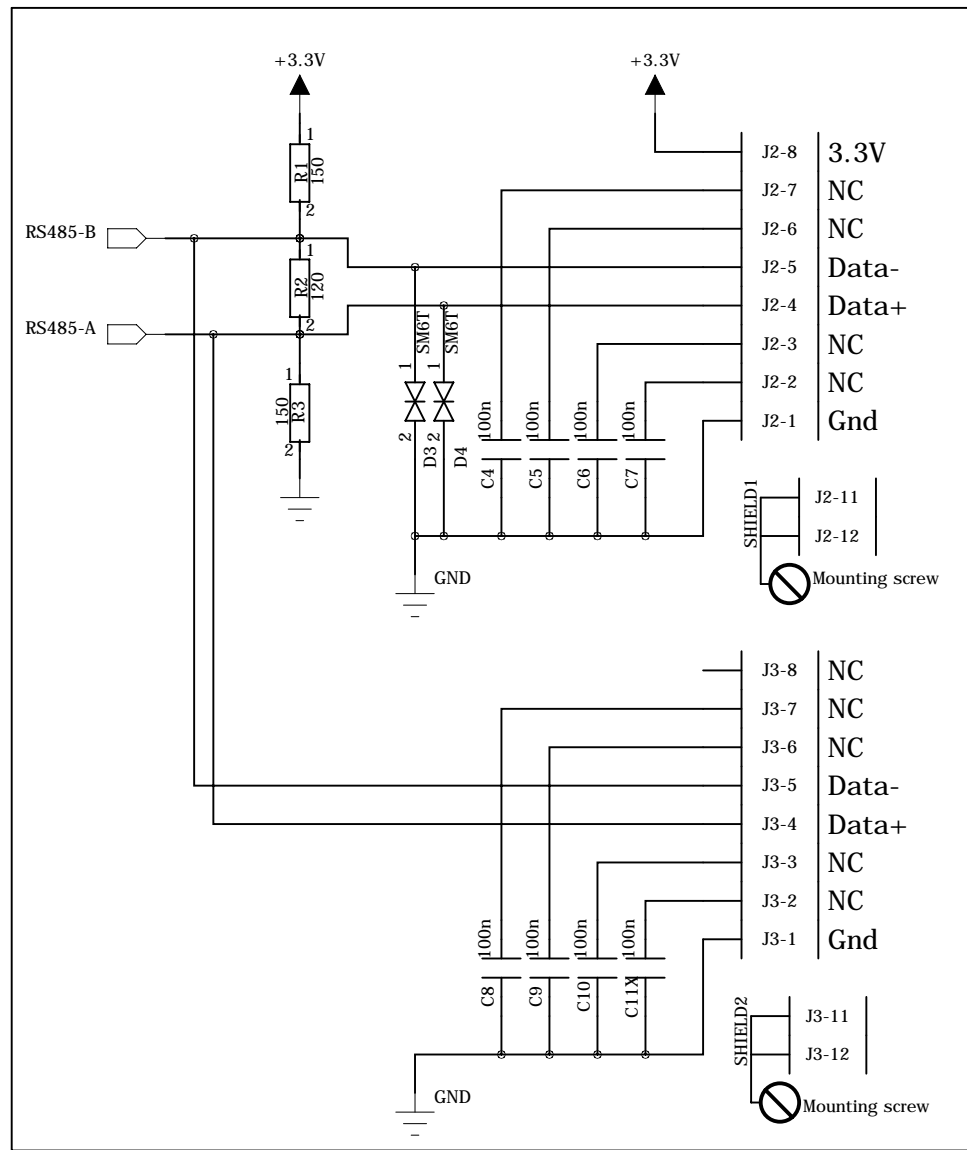 +3.3V
+3.3V
1
R1
150
2
RS485-B
1
R2
120
2
RS485-A
1
150
R3
2
J2-8 3.3V
J2-7 NC
J2-6 NC
J2-5 Data-
J2-4 Data+
J2-3 NC
J2-2 NC
J2-1 Gnd
SM6T
SM6T
1
1
2
2
D3
D4
100n
100n
100n
100n
C4
C5
C6
C7
GND
SHIELD1
J2-11
J2-12
Mounting screw
J3-8 NC
J3-7 NC
J3-6 NC
J3-5 Data-
J3-4 Data+
J3-3 NC
J3-2 NC
J3-1 Gnd
100n
100n
100n
100n
C8
C9
C10
C11X
GND
SHIELD2
J3-11
J3-12
Mounting screw